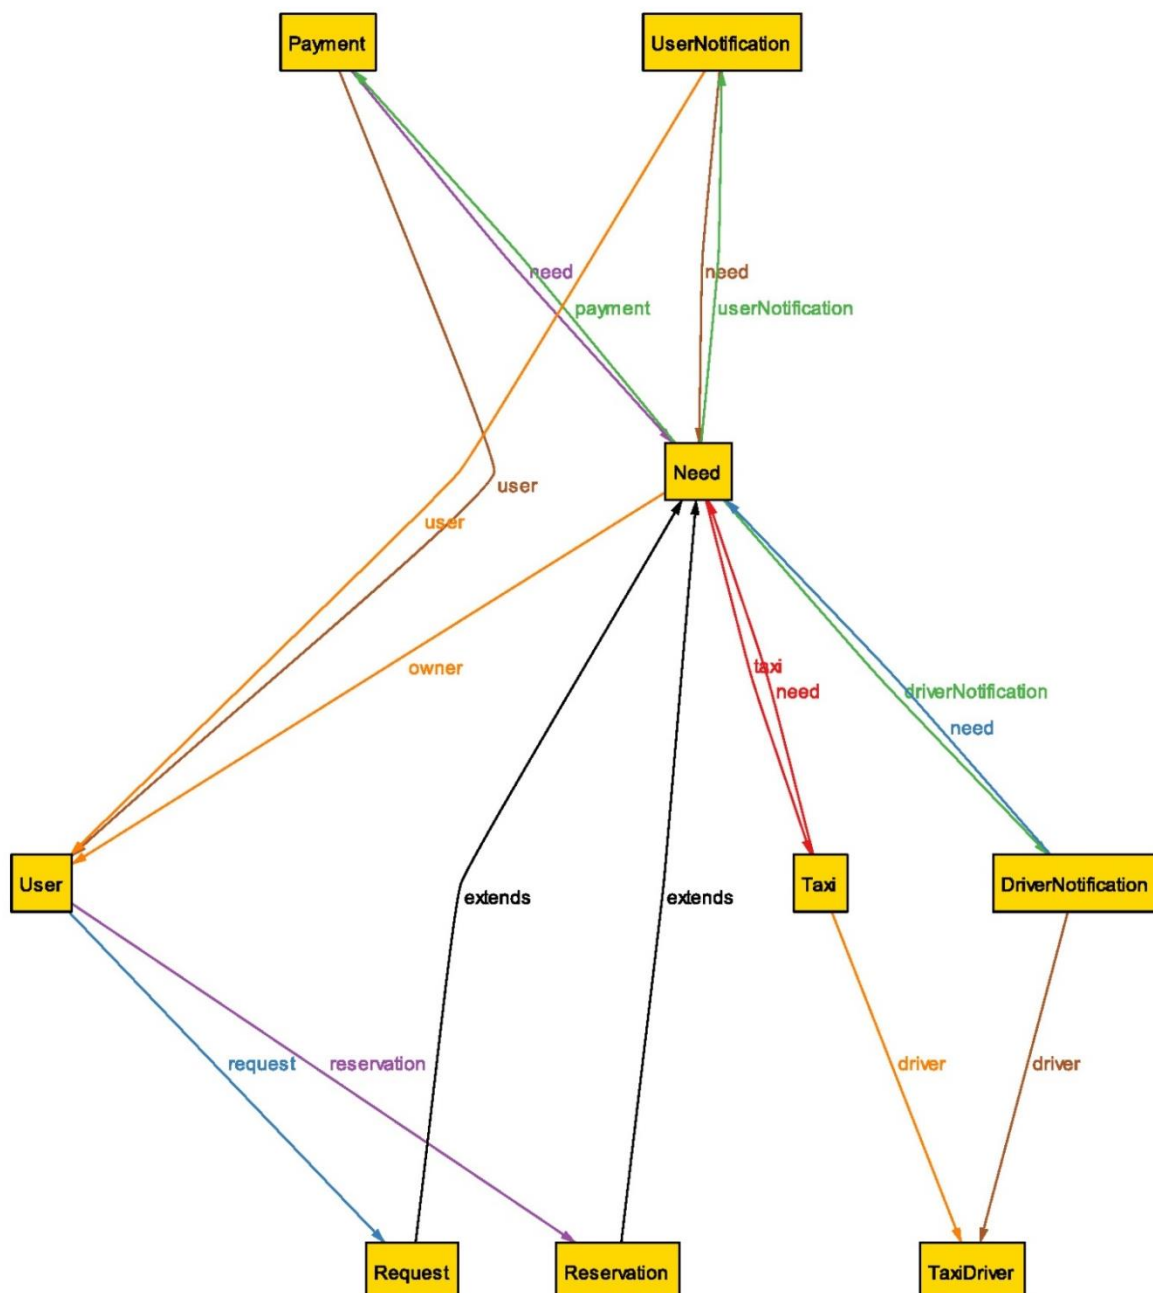 Payment
UserNotification
need
need
payment
userNotification
Need
user
user
owner
taxi
need
driverNotification
need
User
Taxi
DriverNotification
extends
extends
request
reservation
driver
driver
Request
Reservation
TaxiDriver